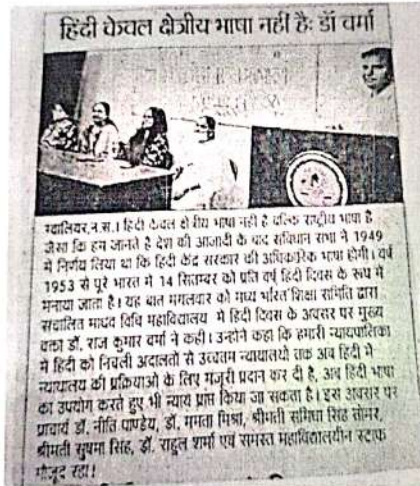 हिंदी केवल क्षेत्रीय भाषा नहीं है: डॉ वर्मा
ग्वालियर,न.स.। हिंदी केवल क्षेत्रीय भाषा नहीं है बल्कि राष्ट्रीय भाषा है
जैसा कि हम जानते है देश की आजादी के बाद संविधान सभा ने 1949
में निर्णय लिया था कि हिंदी केंद्र सरकार की अधिकारिक भाषा होगी। वर्ष
1953 से पूरे भारत में 14 सितम्बर को प्रति वर्ष हिंदी दिवस के रूप में
मनाया जाता है। यह बात मंगलवार को मध्य भारत शिक्षा समिति द्वारा
संचालित माधव विधि महाविद्यालय में हिंदी दिवस के अवसर पर मुख्य
वक्ता डॉ. राज कुमार वर्मा ने कही। उन्होंने कहा कि हमारी न्यायपालिका
में हिंदी को निचली अदालतों से उच्चतम न्यायालयों तक अब हिंदी में
न्यायालय की प्रक्रियाओं के लिए मंजूरी प्रदान कर दी है, अब हिंदी भाषा
का उपयोग करते हुए भी न्याय प्राप्त किया जा सकता है। इस अवसर पर
प्राचार्य डॉ. नीति पाण्डेय, डॉ. ममता मिश्रा, श्रीमती समिधा सिंह तोमर,
श्रीमती सुषमा सिंह, डॉ. राहुल शर्मा एवं समस्त महाविद्यालयीन स्टाफ
मौजूद रहा।